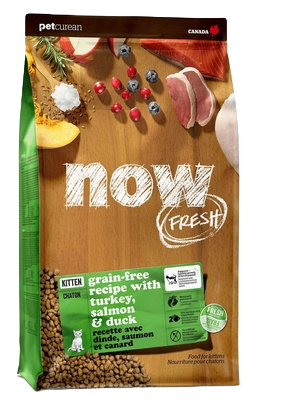 petcurean
CANADA
now
FRESH
KITTEN
CHATON
grain-free
recipe with
turkey,
salmon
& duck
recette avec
dinde, saumon
et canard
FRESH
Food for kittens
Nourriture pour chatons